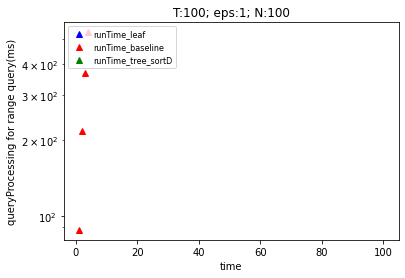 T:100; eps:1; N:100
runTime_leaf
runTime_baseline
runTime_tree_sortD
queryProcessing for range query(ms)
4 × 10²
3 × 10²
2 × 10²
10²
0 20 40 60 80 100
time